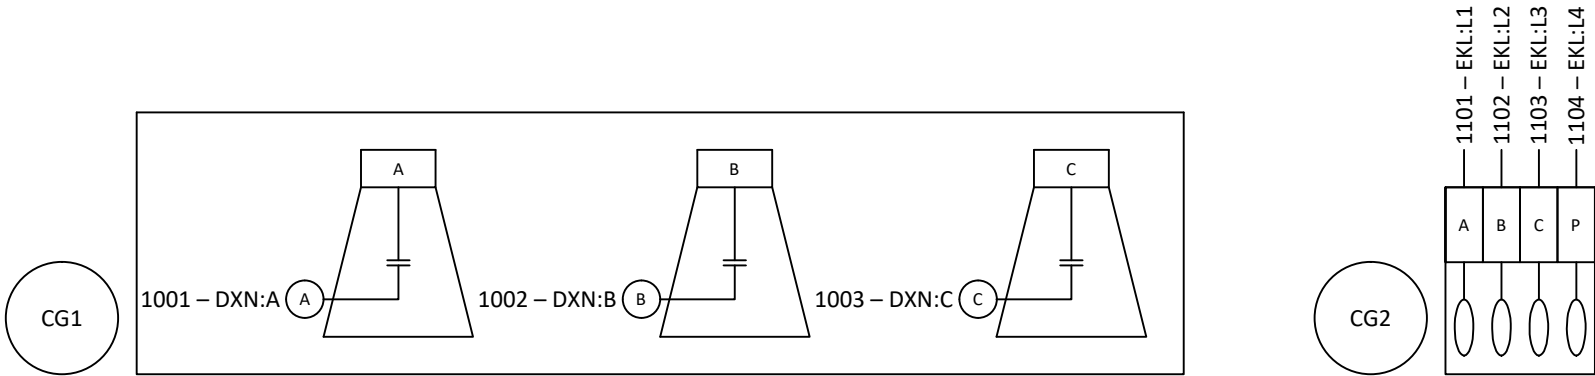 1101 – EKL:L1
1102 – EKL:L2
1103 – EKL:L3
1104 – EKL:L4
A
B
C
A
B
C
P
1001 – DXN:A
A
1002 – DXN:B
B
1003 – DXN:C
C
CG1
CG2